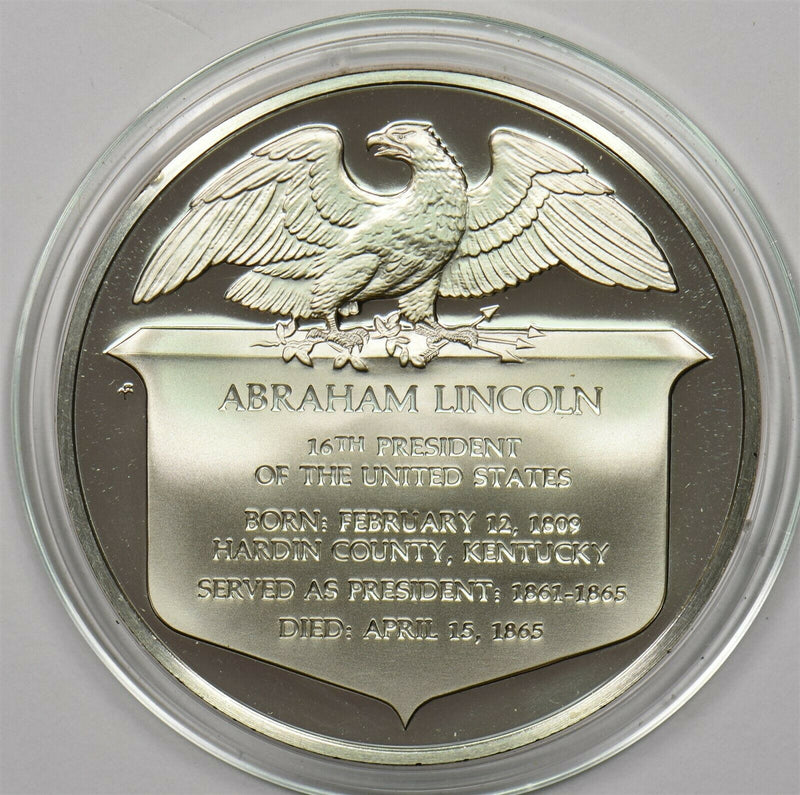 ABRAHAM LINCOLN
16TH PRESIDENT
OF THE UNITED STATES
BORN: FEBRUARY 12, 1809
HARDIN COUNTY, KENTUCKY
SERVED AS PRESIDENT: 1861-1865
DIED: APRIL 15, 1865